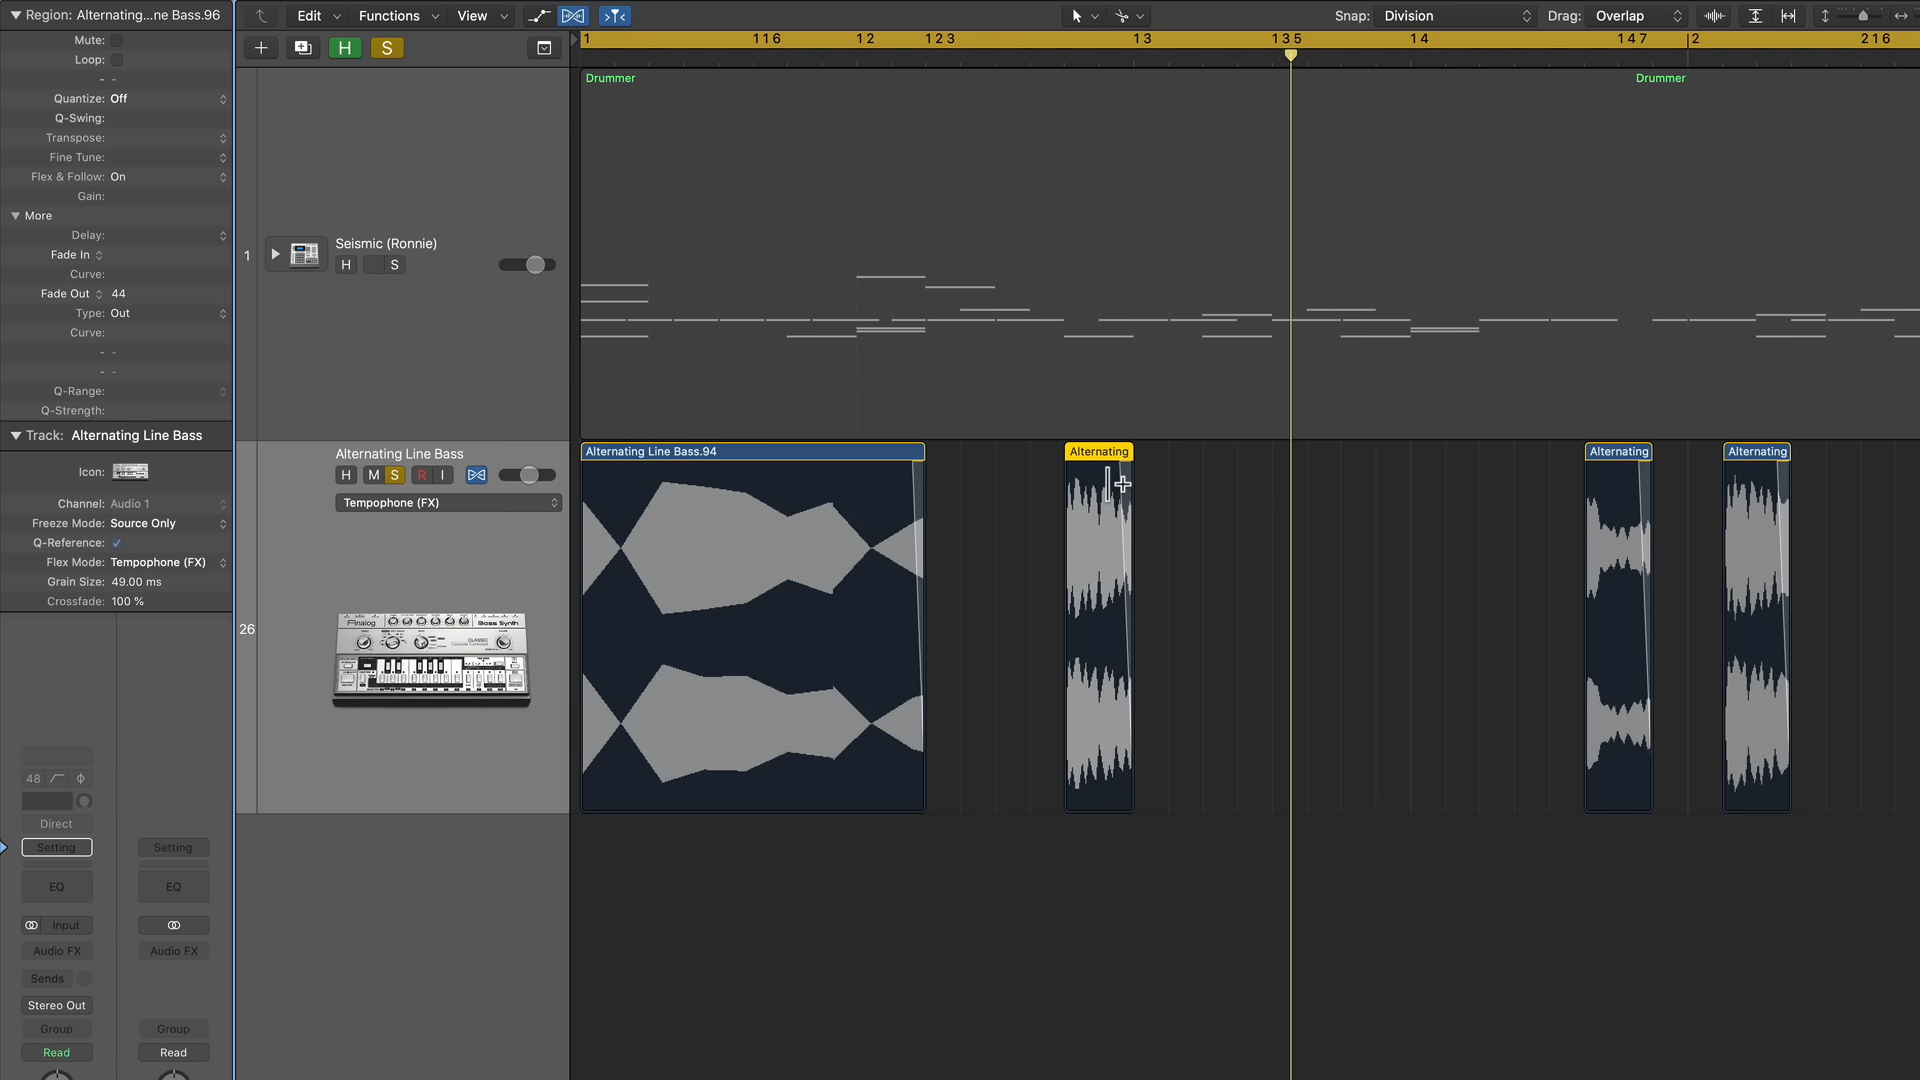 Region: Alternating...ne Bass.96
Edit
Functions
View
Snap: Division
Drag: Overlap
Mute:
Loop:
- -
Quantize: Off
Q-Swing:
Transpose:
Fine Tune:
Flex & Follow: On
Gain:
More
Delay:
Fade In
Curve:
Fade Out 44
Type: Out
Curve:
- -
- -
Q-Range:
Q-Strength:
Track: Alternating Line Bass
Icon:
Channel: Audio 1
Freeze Mode: Source Only
Q-Reference:
Flex Mode: Tempophone (FX)
Grain Size: 49.00 ms
Crossfade: 100 %
48
Direct
Setting
EQ
Input
Audio FX
Sends
Stereo Out
Group
Read
Setting
EQ
Audio FX
Group
Read
H
S
1
1 1 6
1 2
1 2 3
1 3
1 3 5
1 4
1 4 7
2
2 1 6
1
Seismic (Ronnie)
H S
Drummer
Drummer
26
Alternating Line Bass
H M S R I
Tempophone (FX)
Analog
Bass Synth
CLASSIC
Alternating Line Bass.94
Alternating
Alternating
Alternating